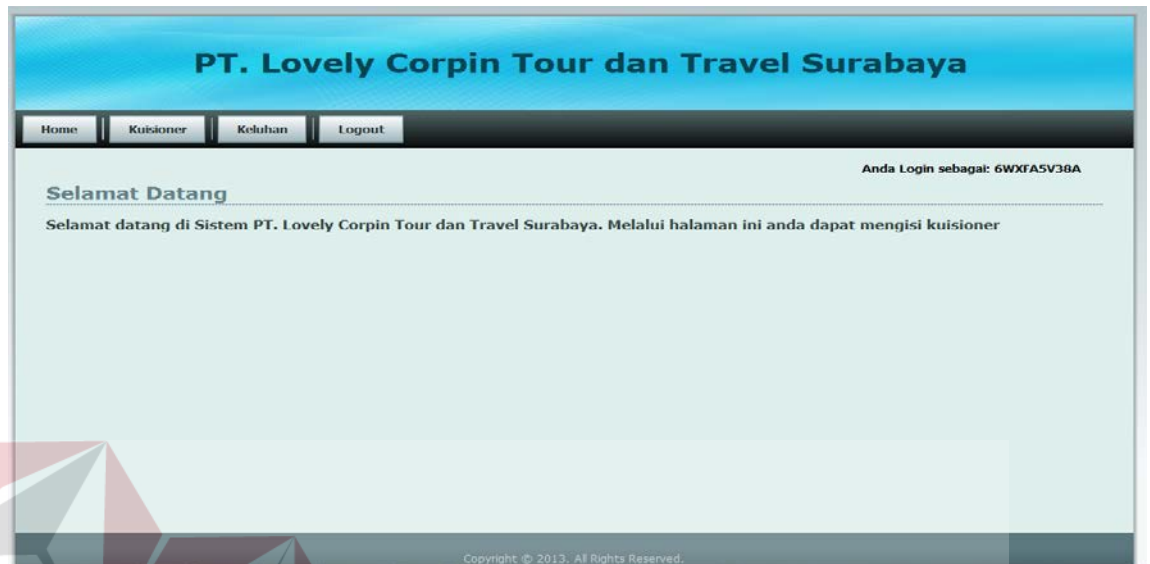 PT. Lovely Corpin Tour dan Travel Surabaya
Home Kuisioner Keluhan Logout
Anda Login sebagai: 6WXFA5V38A
Selamat Datang
Selamat datang di Sistem PT. Lovely Corpin Tour dan Travel Surabaya. Melalui halaman ini anda dapat mengisi kuisioner
Copyright © 2013. All Rights Reserved.